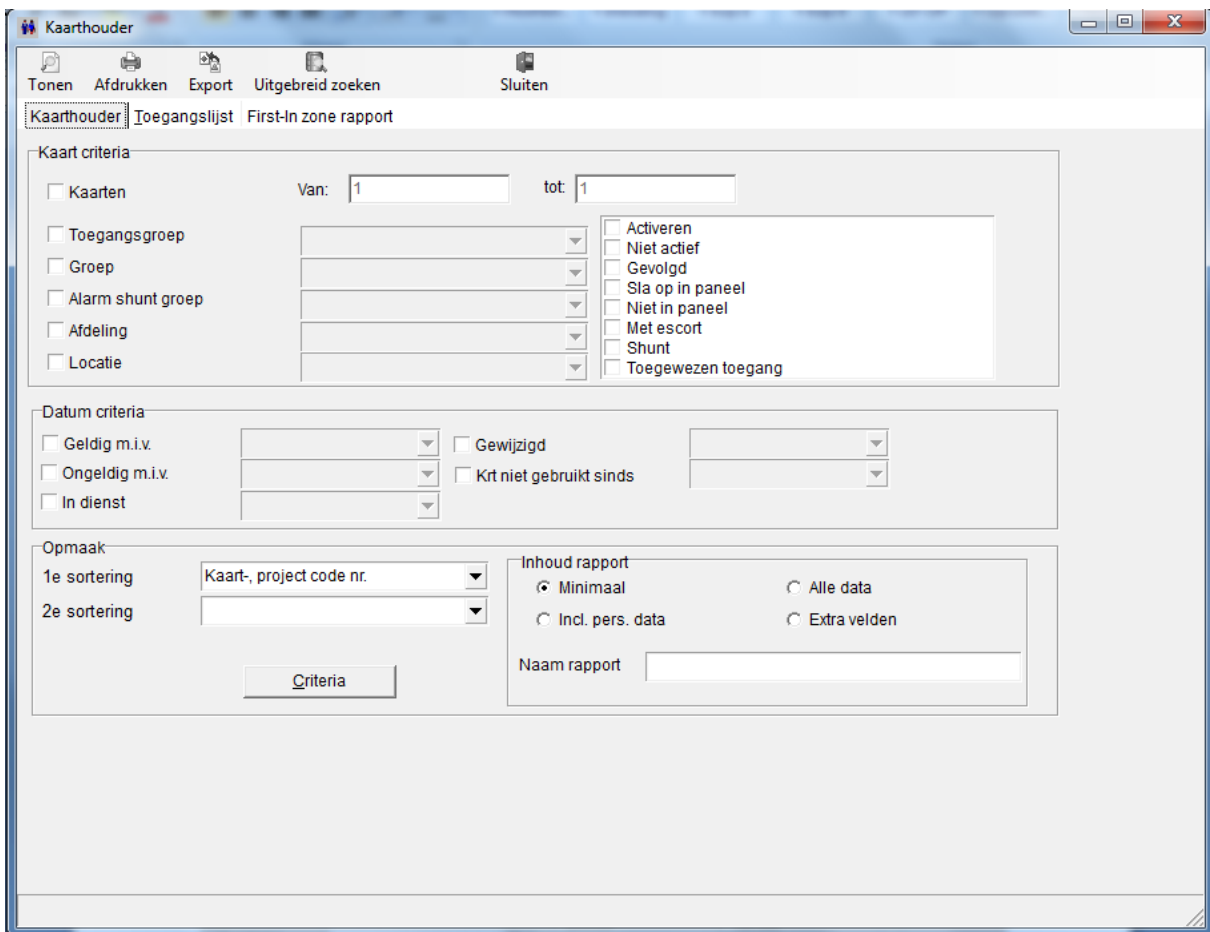 Kaarthouder
Tonen Afdrukken Export Uitgebreid zoeken Sluiten
Kaarthouder Toegangslijst First-In zone rapport
Kaart criteria
Kaarten Van: 1 tot: 1
Toegangsgroep
Groep
Alarm shunt groep
Afdeling
Locatie
Activeren
Niet actief
Gevolgd
Sla op in paneel
Niet in paneel
Met escort
Shunt
Toegewezen toegang
Datum criteria
Geldig m.i.v. Gewijzigd
Ongeldig m.i.v. Krt niet gebruikt sinds
In dienst
Opmaak
1e sortering Kaart-, project code nr.
2e sortering
Criteria
Inhoud rapport
Minimaal Alle data
Incl. pers. data Extra velden
Naam rapport